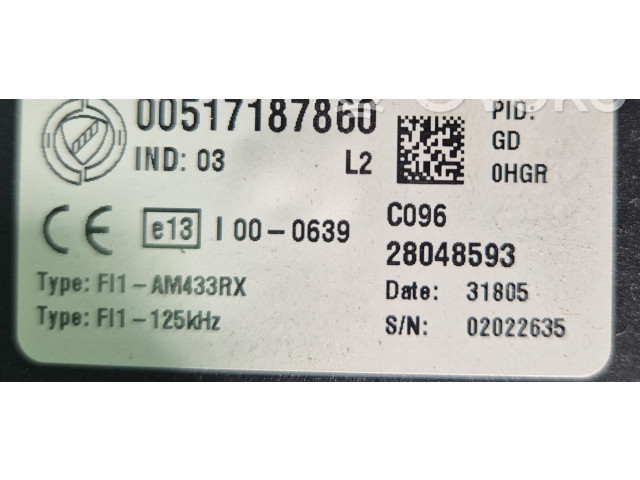 00517187860
IND: 03 L2
PID:
GD
0HGR
e13 I 00-0639
C096
28048593
Type: FI1-AM433RX
Date: 31805
Type: FI1-125kHz
S/N: 02022635